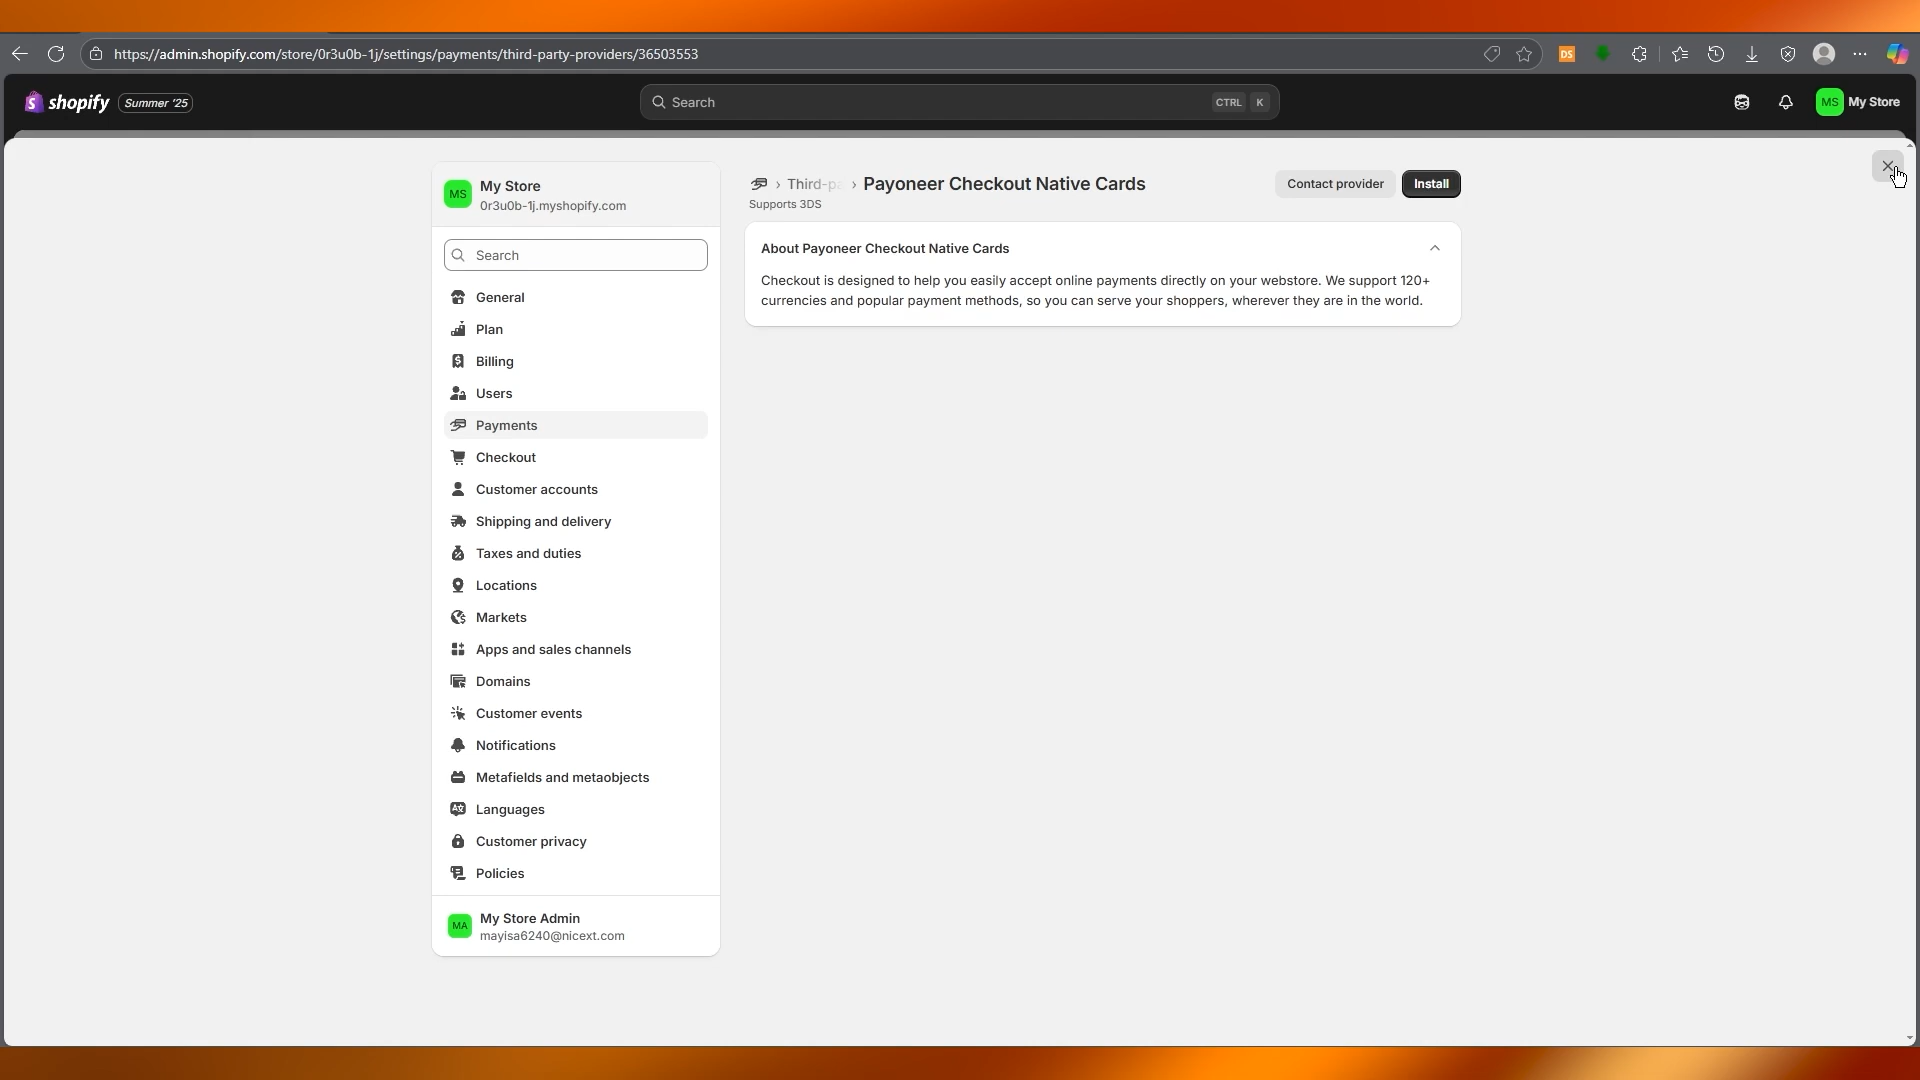 https://admin.shopify.com/store/0r3u0b-1j/settings/payments/third-party-providers/36503553
DS
shopify
Summer '25
Search
CTRL K
MS My Store
MS
My Store
0r3u0b-1j.myshopify.com
Search
General
Plan
Billing
Users
Payments
Checkout
Customer accounts
Shipping and delivery
Taxes and duties
Locations
Markets
Apps and sales channels
Domains
Customer events
Notifications
Metafields and metaobjects
Languages
Customer privacy
Policies
MA
My Store Admin
mayisa6240@nicext.com
› Third-pa › Payoneer Checkout Native Cards
Supports 3DS
Contact provider
Install
About Payoneer Checkout Native Cards
Checkout is designed to help you easily accept online payments directly on your webstore. We support 120+
currencies and popular payment methods, so you can serve your shoppers, wherever they are in the world.